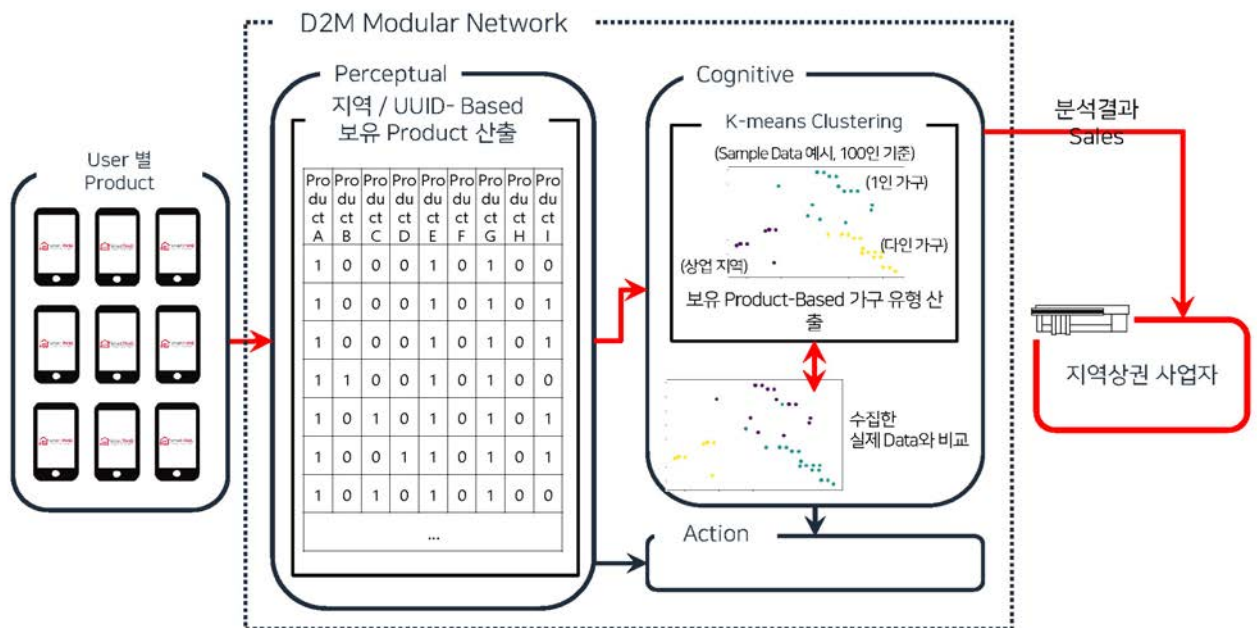 D2M Modular Network
User 별
Product
Perceptual
지역 / UUID- Based
보유 Product 산출
Pro Pro Pro Pro Pro Pro Pro Pro Pro
du du du du du du du du du
ct ct ct ct ct ct ct ct ct
A B C D E F G H I
1 0 0 0 1 0 1 0 0
1 0 0 0 1 0 1 0 1
1 0 0 0 1 0 1 0 1
1 1 0 0 1 0 1 0 0
1 0 1 0 1 0 1 0 1
1 0 0 1 1 0 1 0 1
1 0 1 0 1 0 1 0 0
...
Cognitive
K-means Clustering
(Sample Data 예시, 100인 기준)
(1인 가구)
(다인 가구)
(상업 지역)
보유 Product-Based 가구 유형 산
출
수집한
실제 Data와 비교
Action
분석결과
Sales
지역상권 사업자